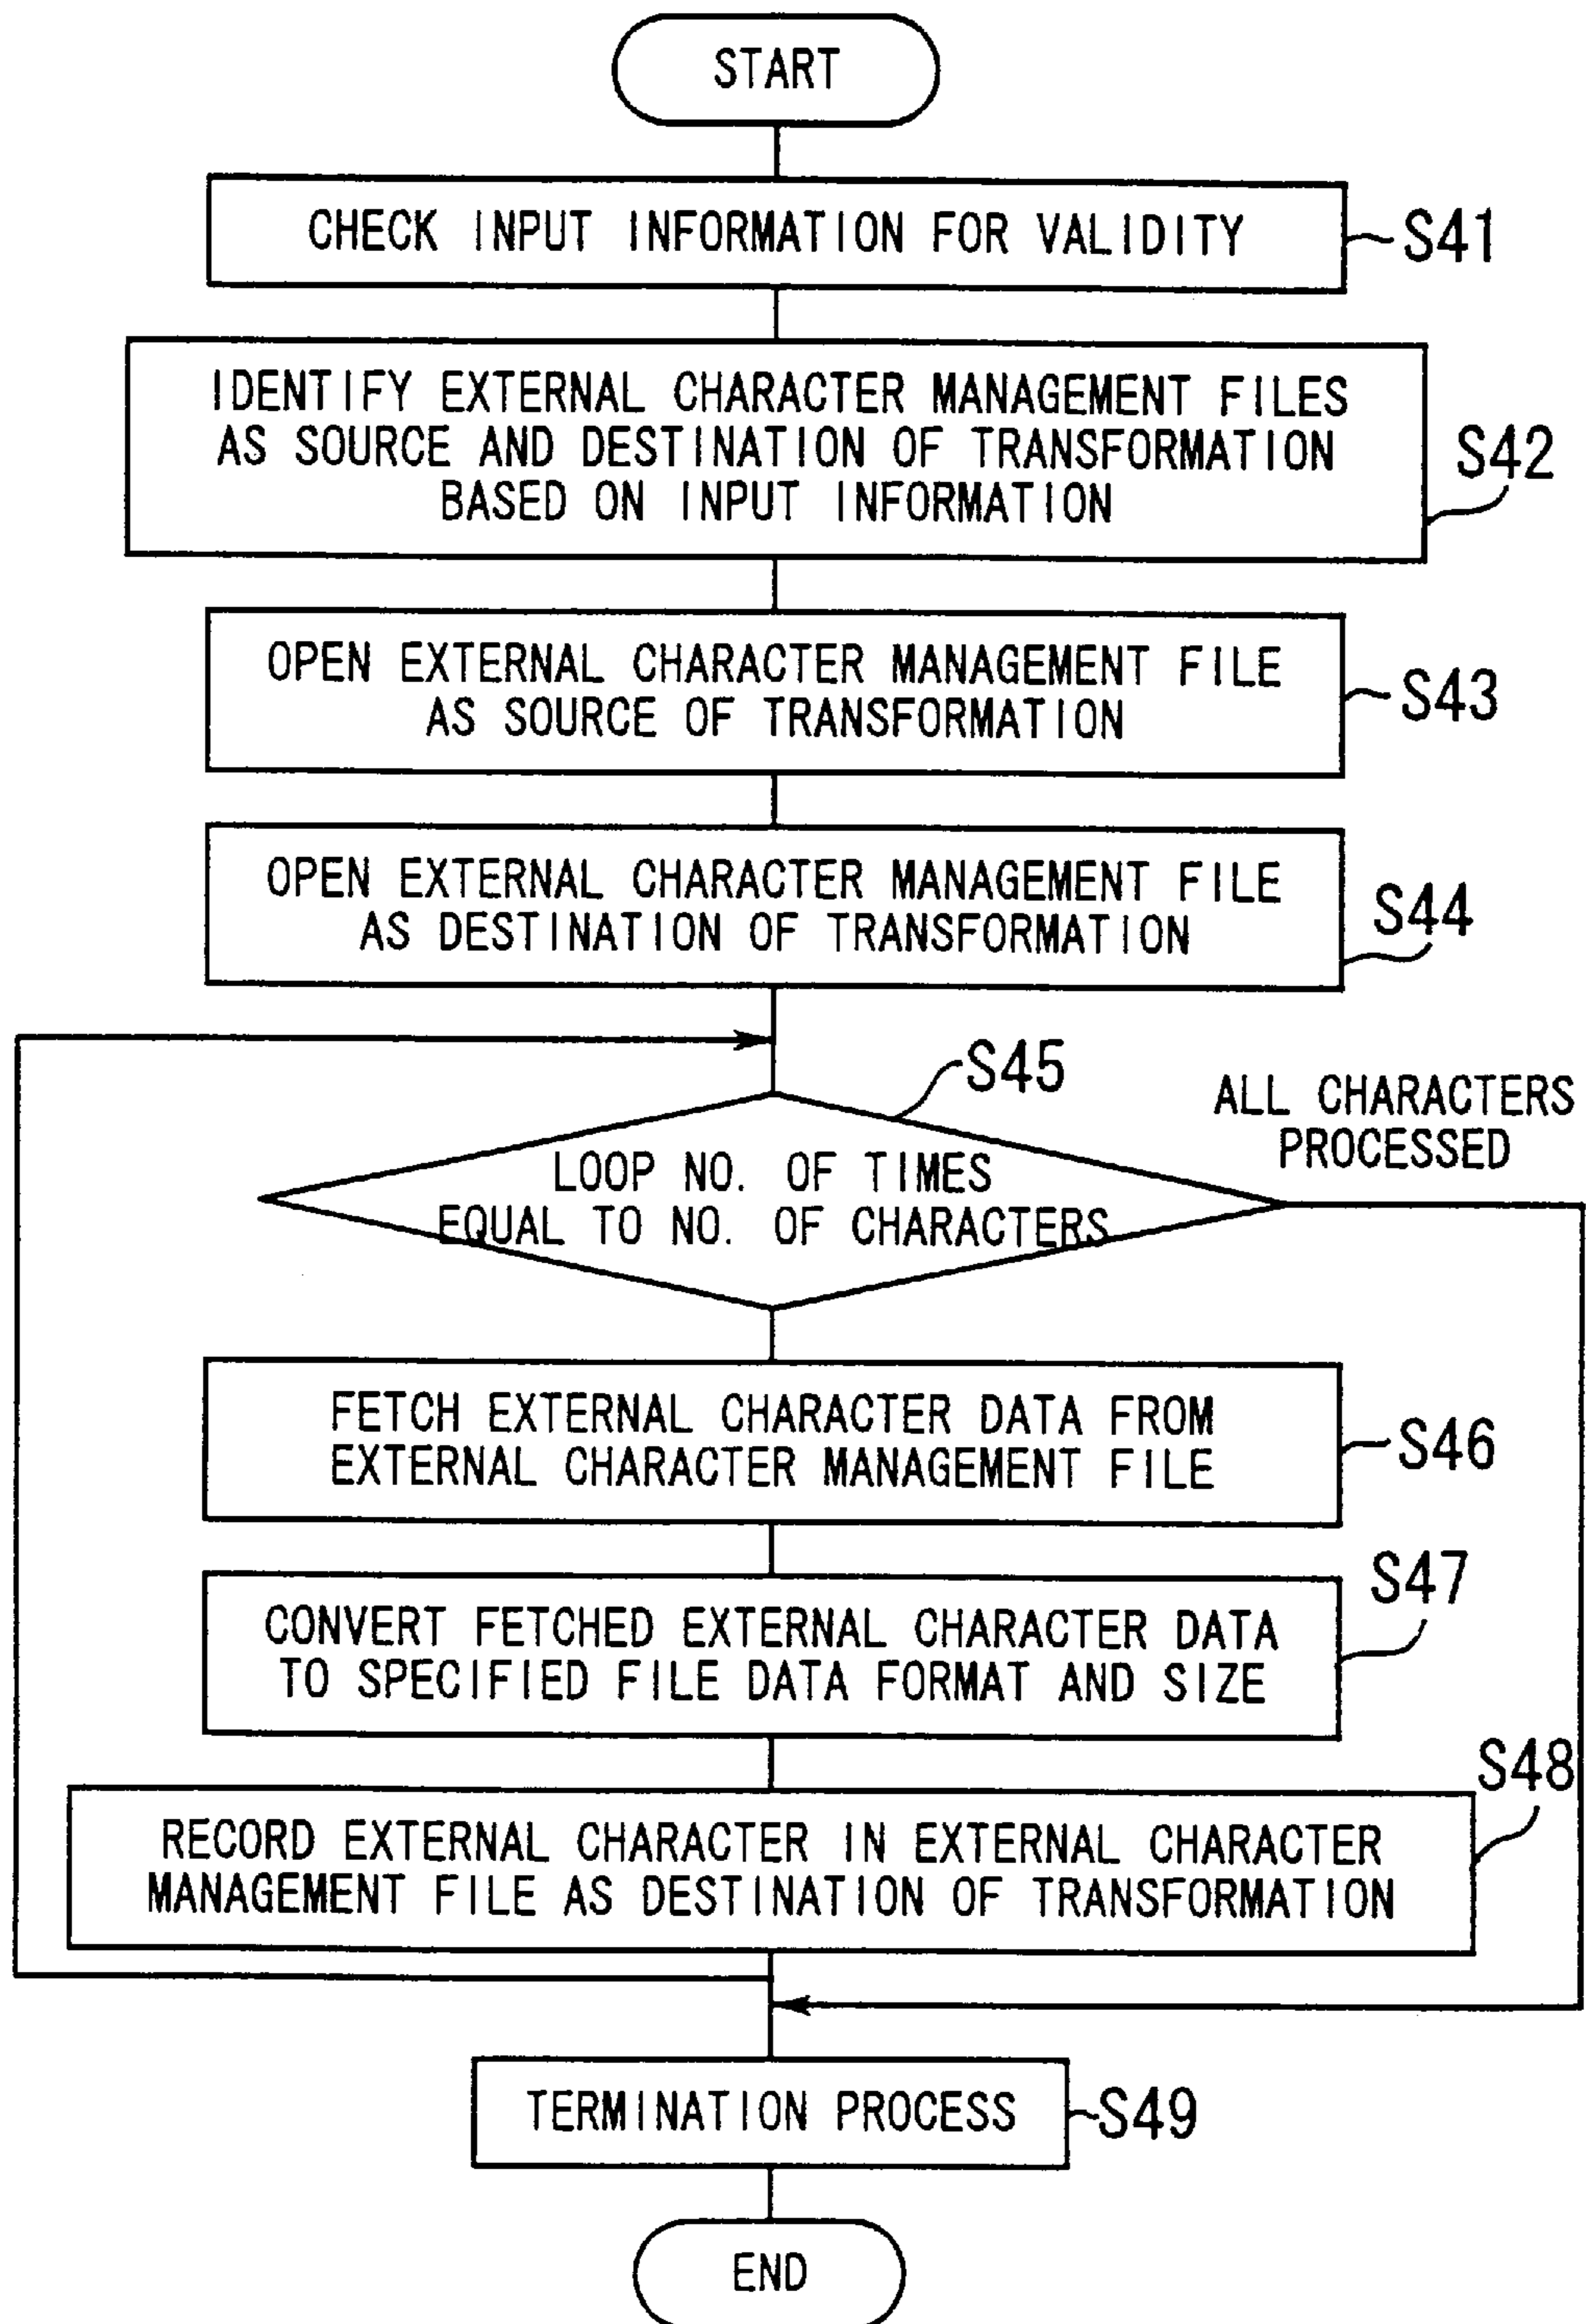 START
CHECK INPUT INFORMATION FOR VALIDITY
S41
IDENTIFY EXTERNAL CHARACTER MANAGEMENT FILES
AS SOURCE AND DESTINATION OF TRANSFORMATION
BASED ON INPUT INFORMATION
S42
OPEN EXTERNAL CHARACTER MANAGEMENT FILE
AS SOURCE OF TRANSFORMATION
S43
OPEN EXTERNAL CHARACTER MANAGEMENT FILE
AS DESTINATION OF TRANSFORMATION
S44
S45
ALL CHARACTERS
PROCESSED
LOOP NO. OF TIMES
EQUAL TO NO. OF CHARACTERS
FETCH EXTERNAL CHARACTER DATA FROM
EXTERNAL CHARACTER MANAGEMENT FILE
S46
CONVERT FETCHED EXTERNAL CHARACTER DATA
TO SPECIFIED FILE DATA FORMAT AND SIZE
S47
RECORD EXTERNAL CHARACTER IN EXTERNAL CHARACTER
MANAGEMENT FILE AS DESTINATION OF TRANSFORMATION
S48
TERMINATION PROCESS
S49
END